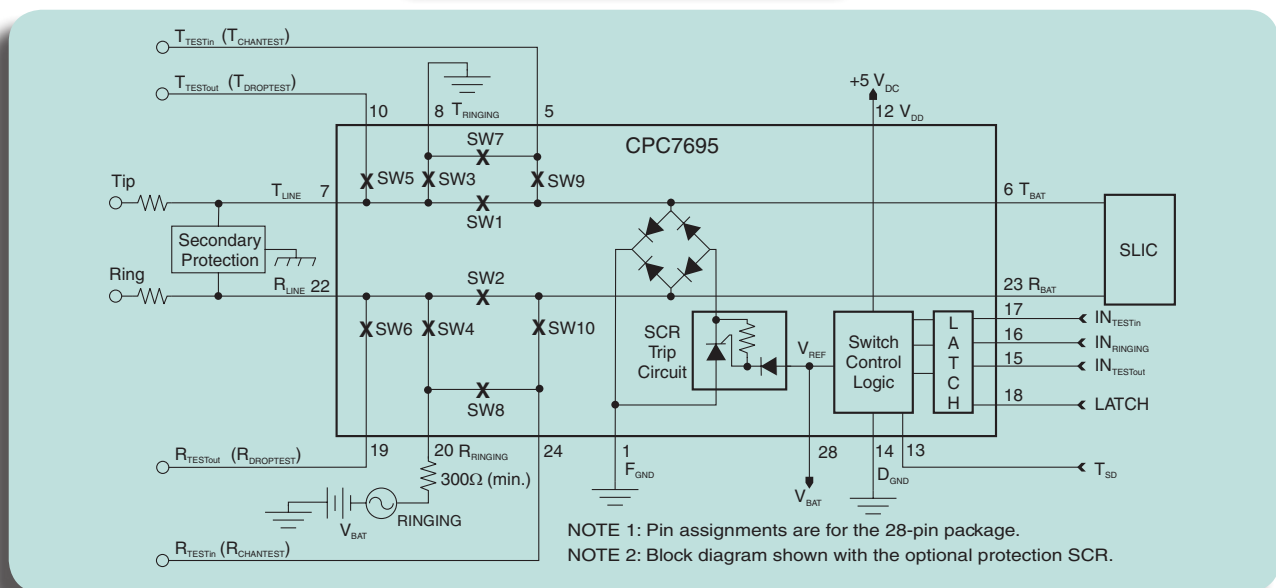 T_TESTin (T_CHANTEST)
T_TESTout (T_DROPTEST)
+5 V_DC
10
8
T_RINGING
5
12 V_DD
CPC7695
SW7
Tip
T_LINE 7
SW5
SW3
SW9
6 T_BAT
SW1
Secondary
Protection
SLIC
Ring
R_LINE 22
SW2
23 R_BAT
SW6
SW4
SW10
SCR
Trip
Circuit
V_REF
Switch
Control
Logic
L
A
T
C
H
17
IN_TESTin
16
IN_RINGING
15
IN_TESTout
18
LATCH
SW8
19
20 R_RINGING
24
1
F_GND
28
14
D_GND
13
R_TESTout (R_DROPTEST)
300Ω (min.)
T_SD
V_BAT
RINGING
V_BAT
R_TESTin (R_CHANTEST)
NOTE 1: Pin assignments are for the 28-pin package.
NOTE 2: Block diagram shown with the optional protection SCR.